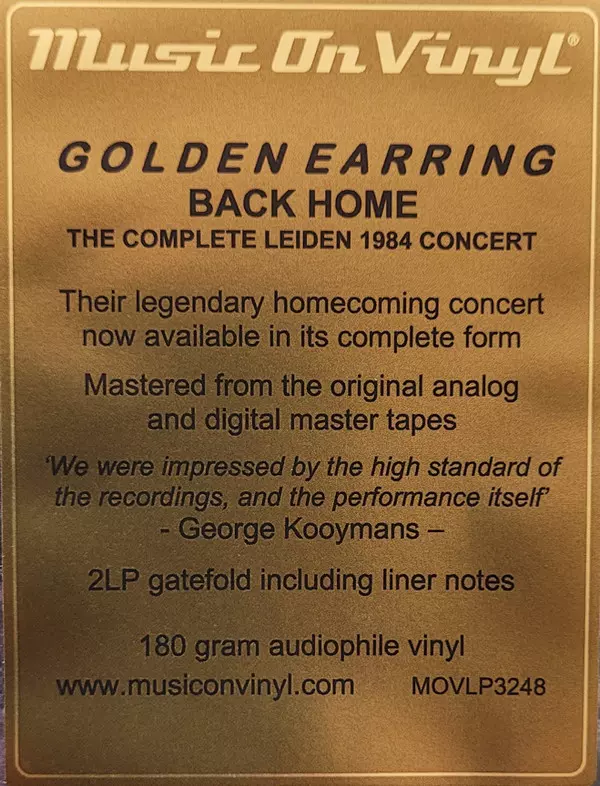 Music On Vinyl®
GOLDEN EARRING
BACK HOME
THE COMPLETE LEIDEN 1984 CONCERT
Their legendary homecoming concert
now available in its complete form
Mastered from the original analog
and digital master tapes
‘We were impressed by the high standard of
the recordings, and the performance itself’
- George Kooymans –
2LP gatefold including liner notes
180 gram audiophile vinyl
www.musiconvinyl.com MOVLP3248